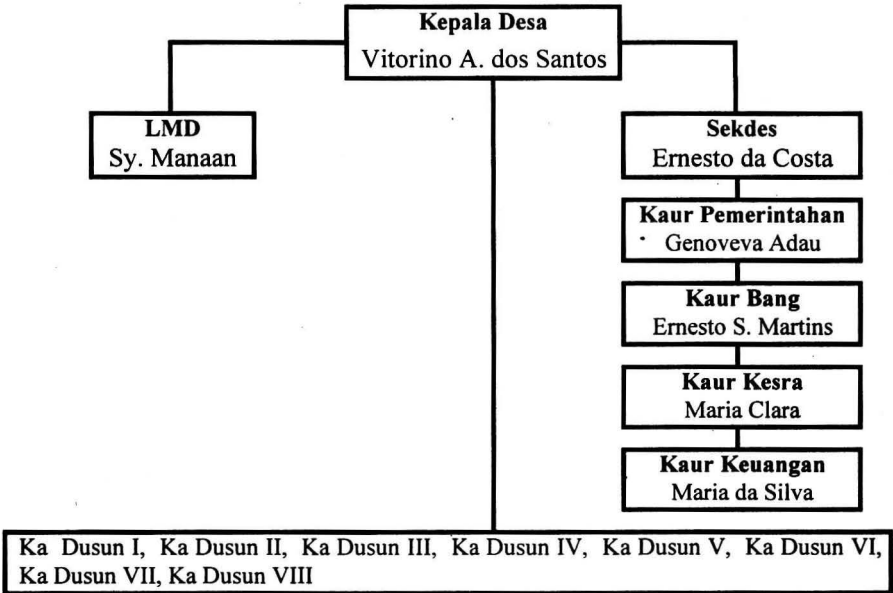 Kepala Desa
Vitorino A. dos Santos
LMD
Sy. Manaan
Sekdes
Ernesto da Costa
Kaur Pemerintahan
Genoveva Adau
Kaur Bang
Ernesto S. Martins
Kaur Kesra
Maria Clara
Kaur Keuangan
Maria da Silva
Ka Dusun I, Ka Dusun II, Ka Dusun III, Ka Dusun IV, Ka Dusun V, Ka Dusun VI,
Ka Dusun VII, Ka Dusun VIII